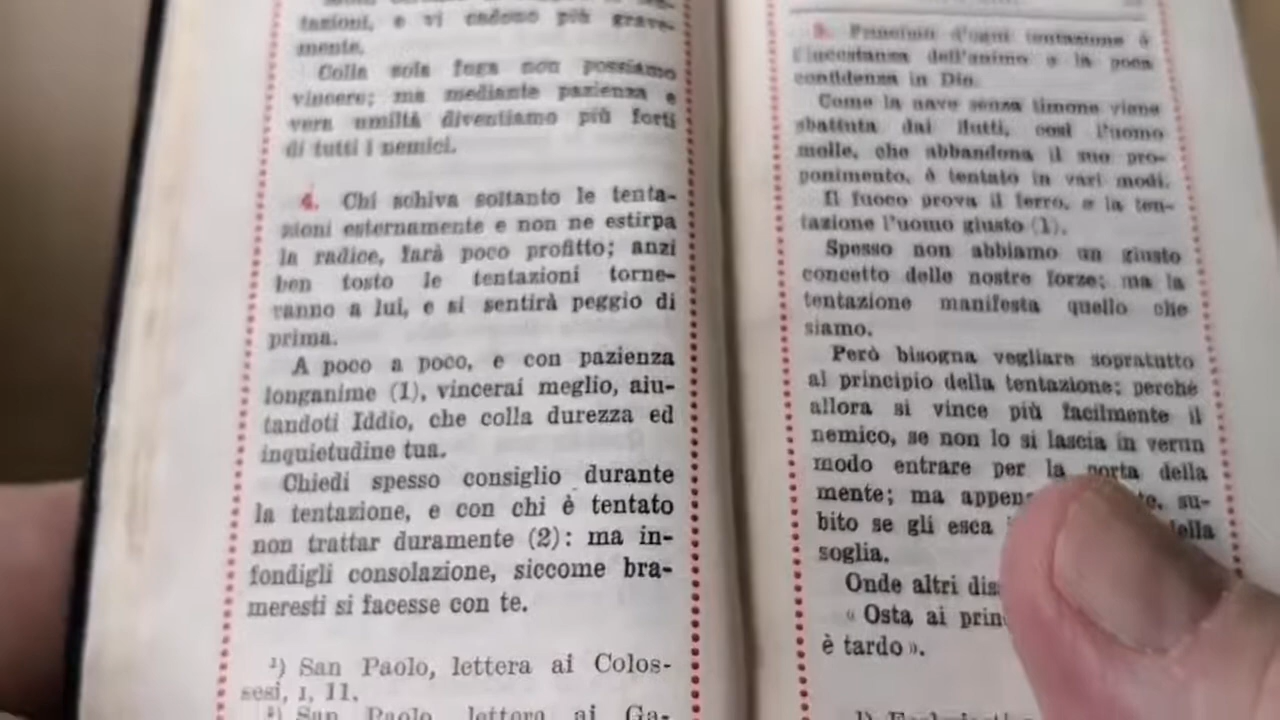 tazioni, e vi cadono più grave-
mente.
Colla sola fuga non possiamo
vincere; ma mediante pazienza e
vera umiltà diventiamo più forti
di tutti i nemici.
4. Chi schiva soltanto le tenta-
zioni esternamente e non ne estirpa
la radice, farà poco profitto; anzi
ben tosto le tentazioni torne-
ranno a lui, e si sentirà peggio di
prima.
A poco a poco, e con pazienza
longanime (1), vincerai meglio, aiu-
tandoti Iddio, che colla durezza ed
inquietudine tua.
Chiedi spesso consiglio durante
la tentazione, e con chi è tentato
non trattar duramente (2): ma in-
fondigli consolazione, siccome bra-
meresti si facesse con te.
¹) San Paolo, lettera ai Colos-
sesi, I, 11.
²) San Paolo, lettera ai Ga-
5. Principio d'ogni tentazione è
l'incostanza dell'animo e la poca
confidenza in Dio.
Come la nave senza timone viene
sbattuta dai flutti, così l'uomo
molle, che abbandona il suo pro-
ponimento, è tentato in vari modi.
Il fuoco prova il ferro, e la ten-
tazione l'uomo giusto (1).
Spesso non abbiamo un giusto
concetto delle nostre forze; ma la
tentazione manifesta quello che
siamo.
Però bisogna vegliare sopratutto
al principio della tentazione; perché
allora si vince più facilmente il
nemico, se non lo si lascia in verun
modo entrare per la porta della
mente; ma appena te, su-
bito se gli esca della
soglia.
Onde altri dis
« Osta ai prin
è tardo ».